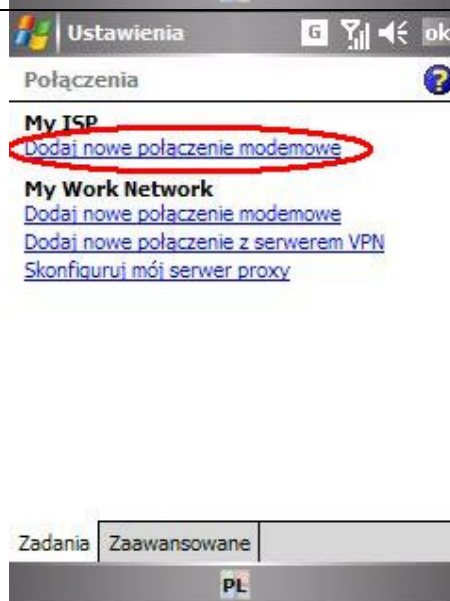 Ustawienia G ok
Połączenia ?
My ISP
Dodaj nowe połączenie modemowe
My Work Network
Dodaj nowe połączenie modemowe
Dodaj nowe połączenie z serwerem VPN
Skonfiguruj mój serwer proxy
Zadania Zaawansowane
PL